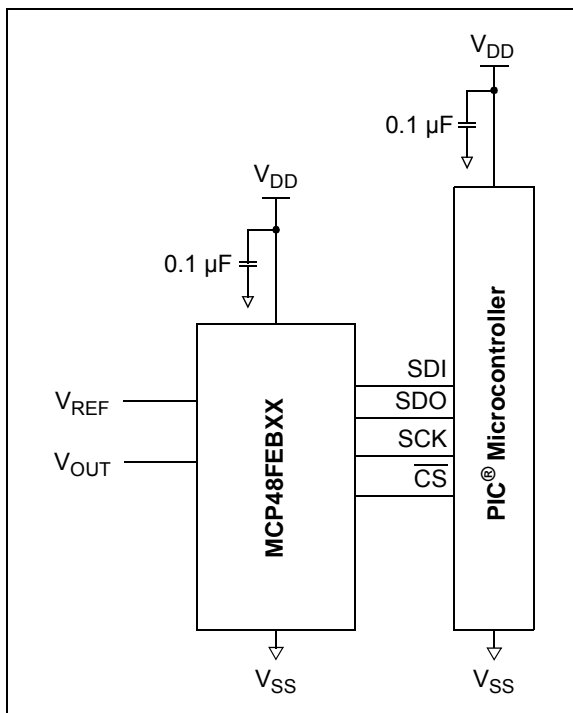 VDD
0.1 µF
VDD
0.1 µF
VREF
VOUT
MCP48FEBXX
SDI
SDO
SCK
CS
PIC® Microcontroller
VSS
VSS